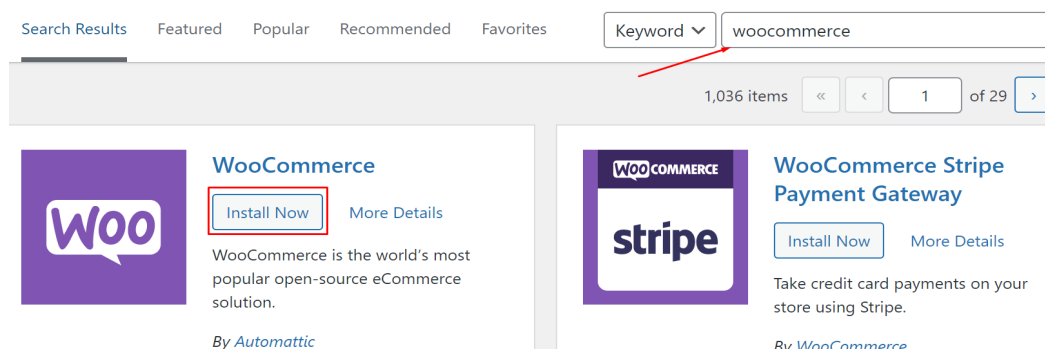 Search Results Featured Popular Recommended Favorites Keyword woocommerce
1,036 items « ‹ 1 of 29 ›
WooCommerce
Install Now More Details
WooCommerce is the world's most
popular open-source eCommerce
solution.
By Automattic
Woo
WooCommerce Stripe
Payment Gateway
Install Now More Details
Take credit card payments on your
store using Stripe.
By WooCommerce
WOO COMMERCE
stripe